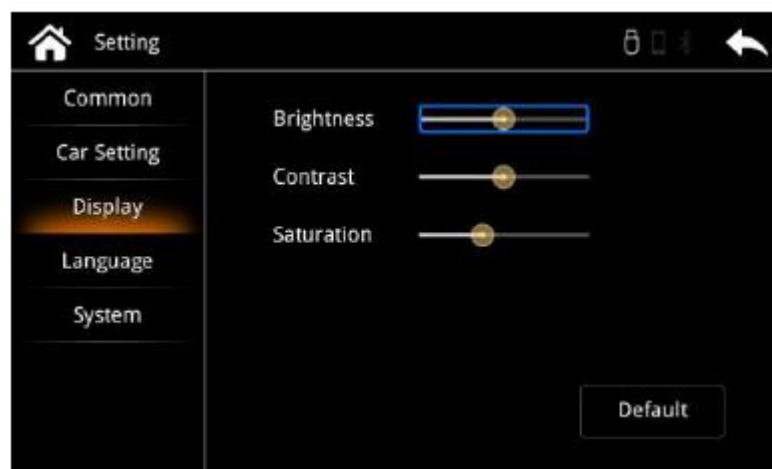 Setting
Common
Car Setting
Display
Language
System
Brightness
Contrast
Saturation
Default